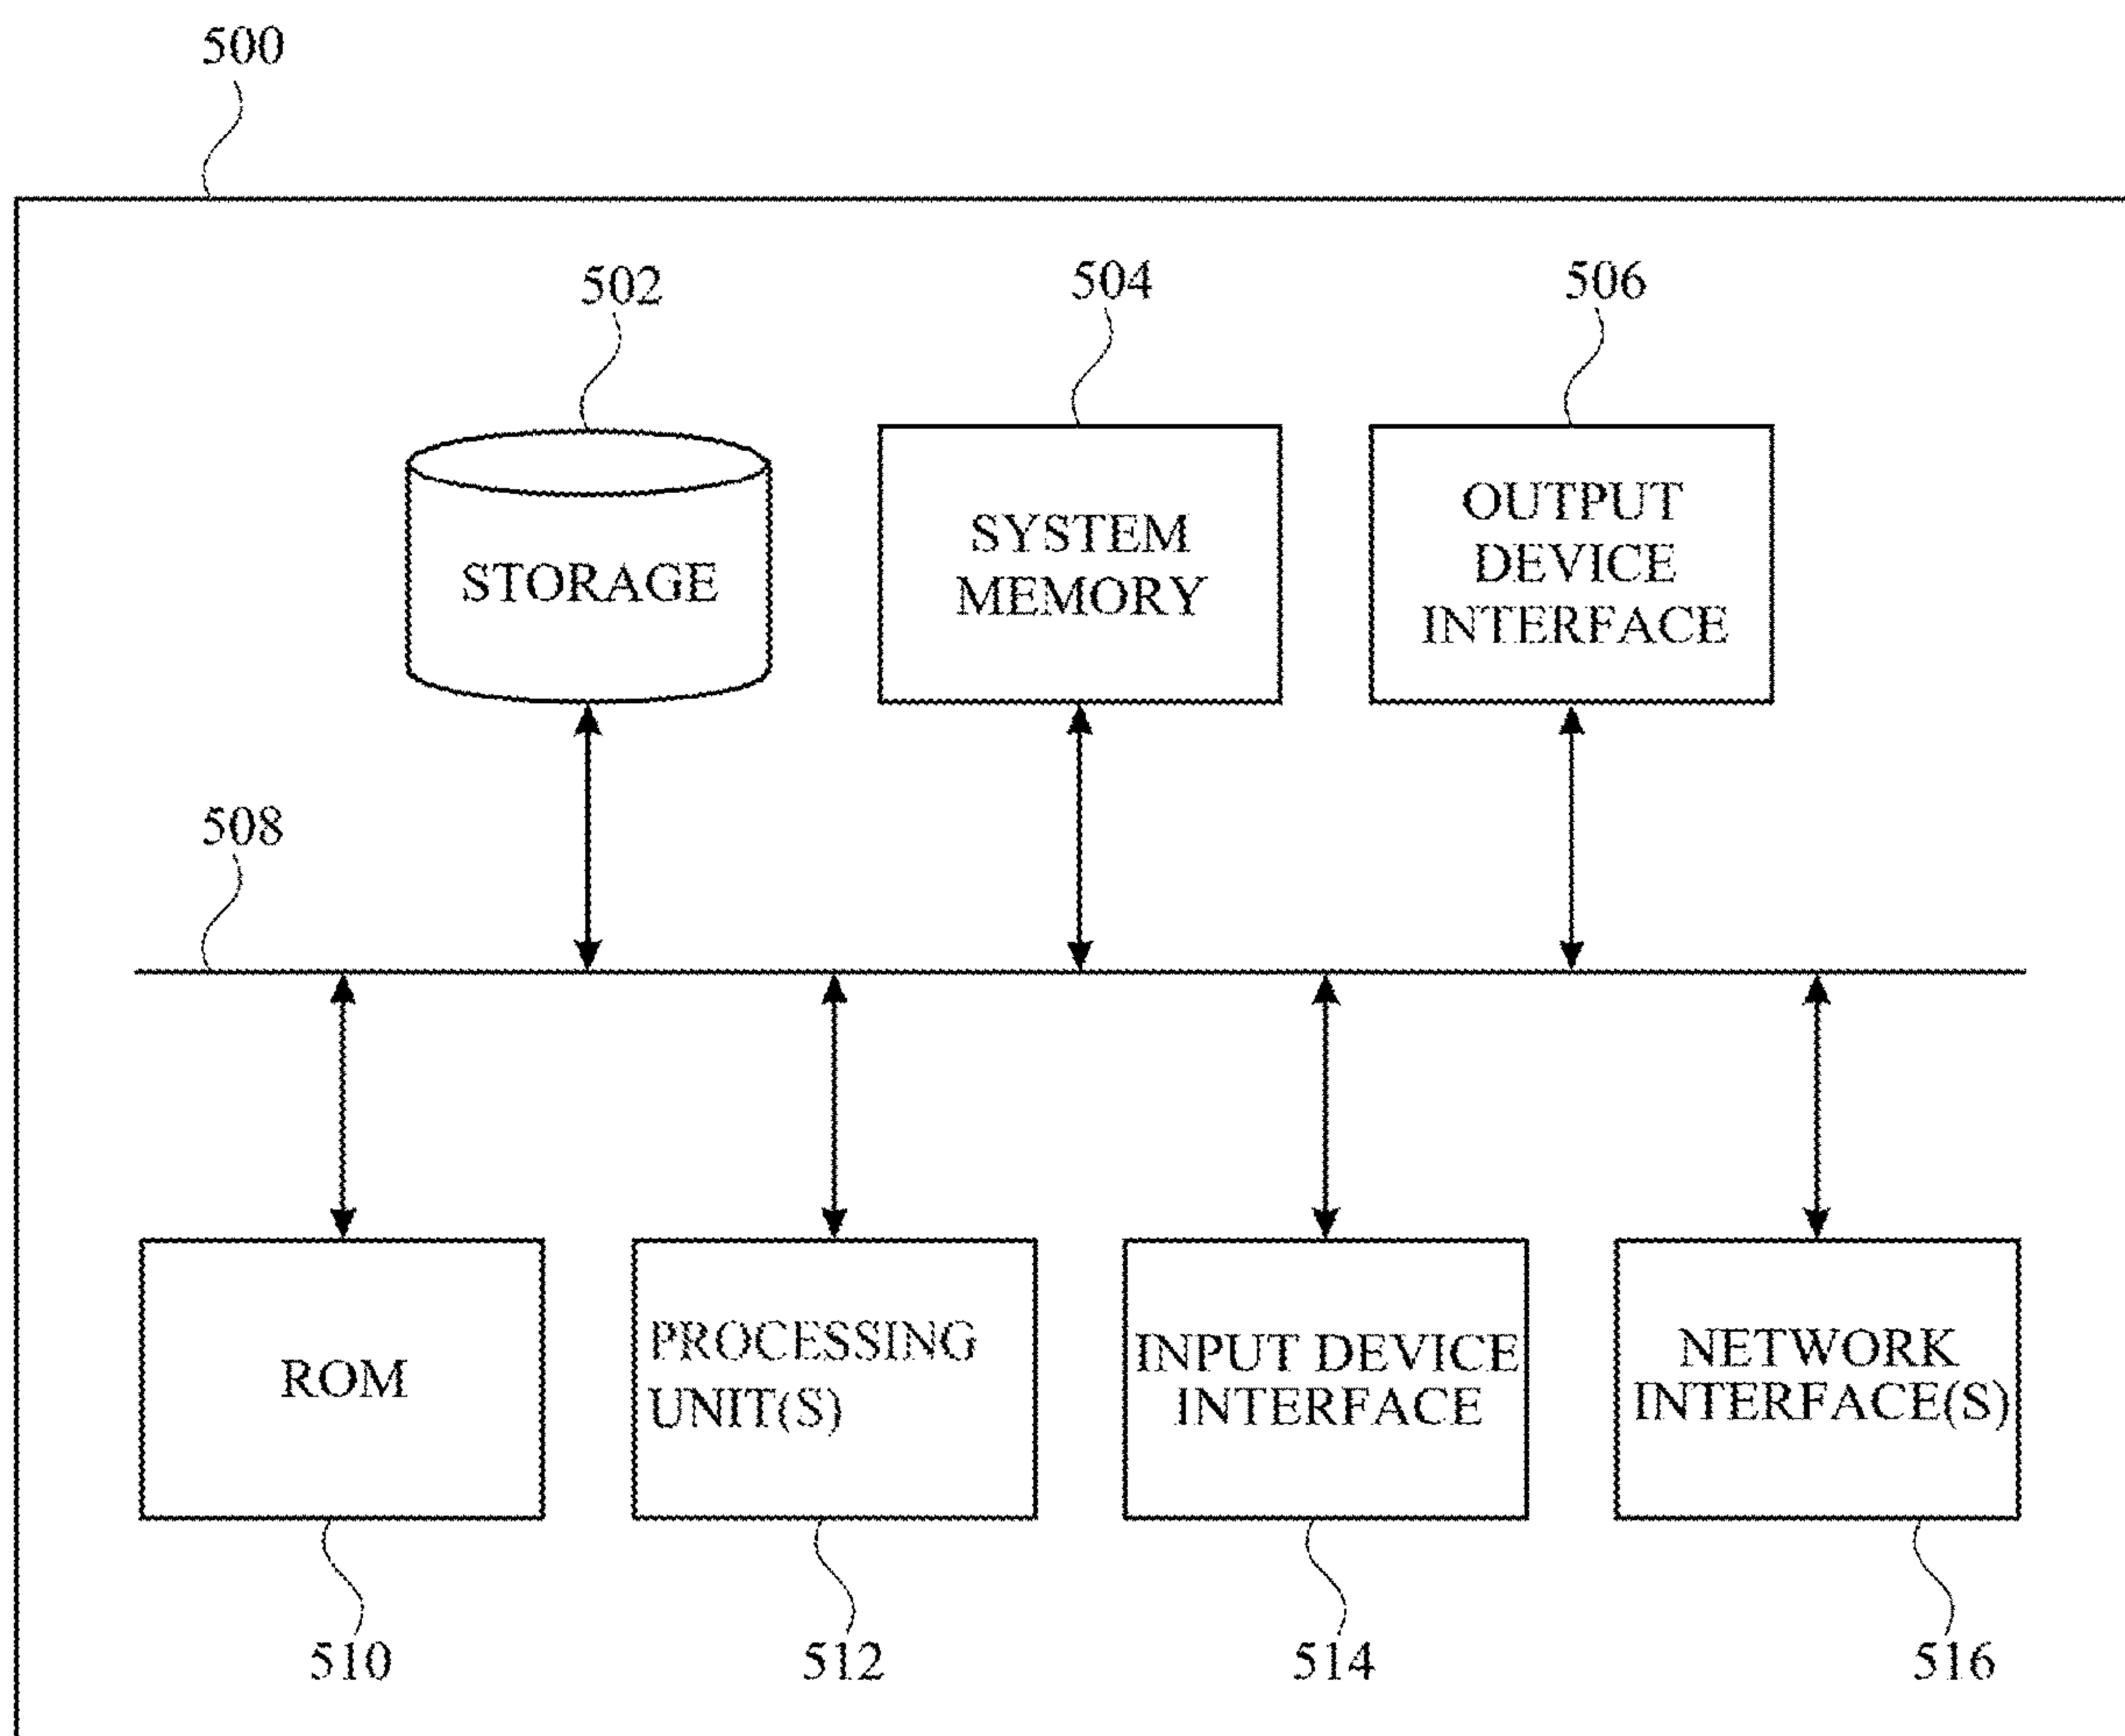 500
502
504
506
STORAGE
SYSTEM
MEMORY
OUTPUT
DEVICE
INTERFACE
508
ROM
PROCESSING
UNIT(S)
INPUT DEVICE
INTERFACE
NETWORK
INTERFACE(S)
510
512
514
516